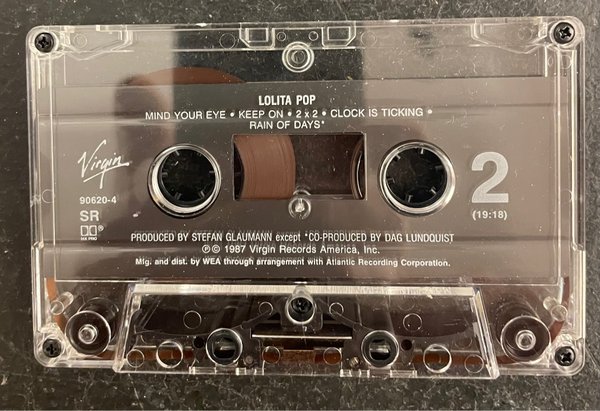 LOLITA POP
MIND YOUR EYE • KEEP ON • 2 x 2 • CLOCK IS TICKING •
RAIN OF DAYS*
Virgin
90620-4
SR
HX PRO
2
(19:18)
PRODUCED BY STEFAN GLAUMANN except *CO-PRODUCED BY DAG LUNDQUIST
℗© 1987 Virgin Records America, Inc.
Mfg. and dist. by WEA through arrangement with Atlantic Recording Corporation.